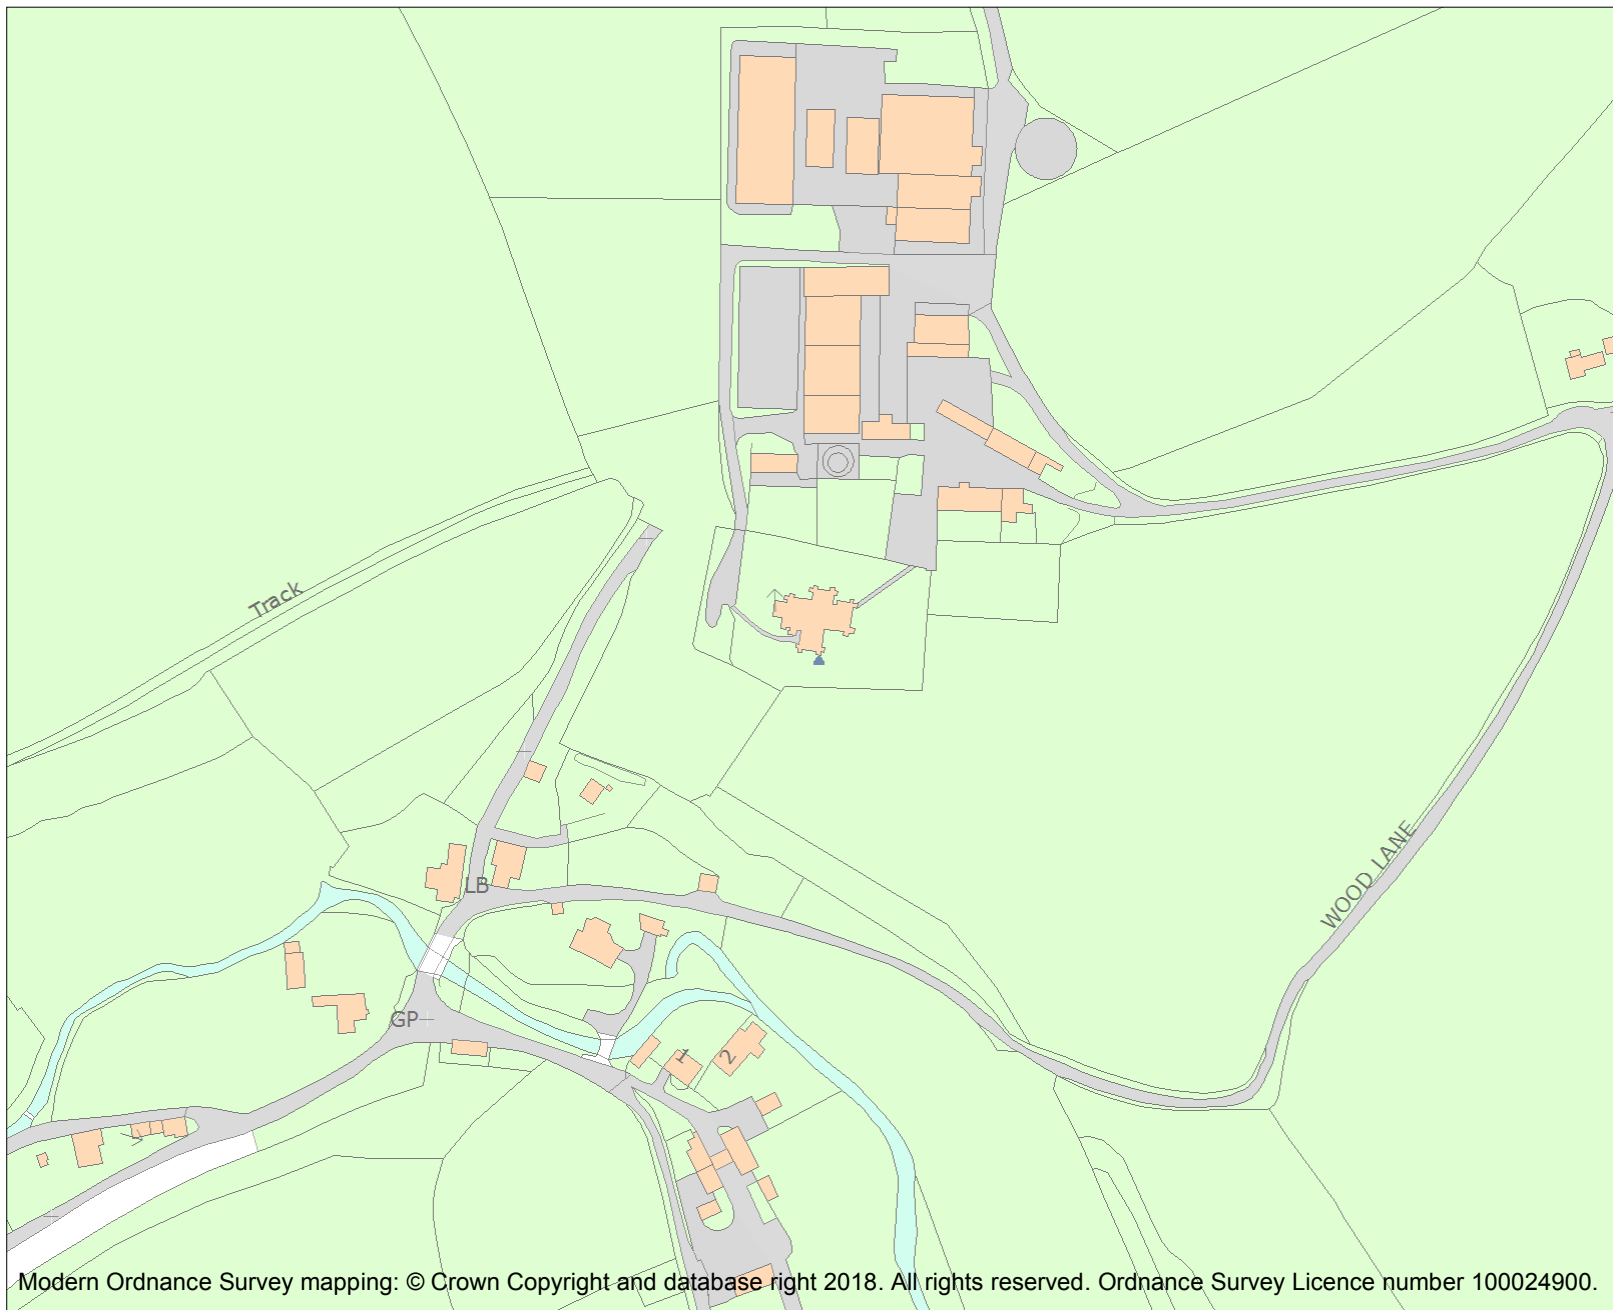 Track
WOOD LANE
LB
GP
1
2
Modern Ordnance Survey mapping: © Crown Copyright and database right 2018. All rights reserved. Ordnance Survey Licence number 100024900.